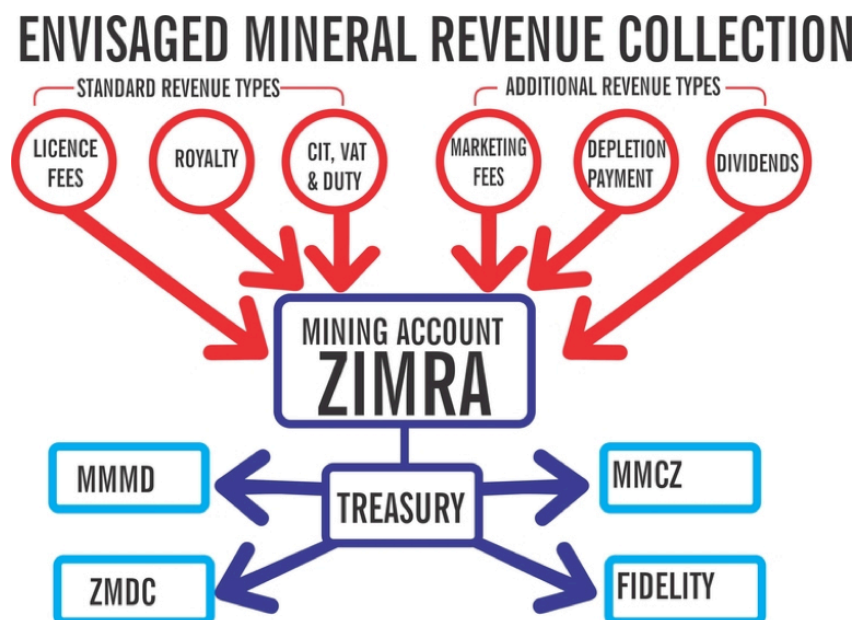 ENVISAGED MINERAL REVENUE COLLECTION
STANDARD REVENUE TYPES
ADDITIONAL REVENUE TYPES
LICENCE
FEES
ROYALTY
CIT, VAT
& DUTY
MARKETING
FEES
DEPLETION
PAYMENT
DIVIDENDS
MINING ACCOUNT
ZIMRA
TREASURY
MMMD
MMCZ
ZMDC
FIDELITY